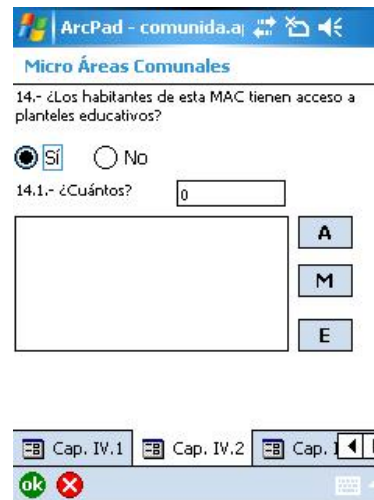 ArcPad - comunida.a
Micro Áreas Comunales
14.- ¿Los habitantes de esta MAC tienen acceso a
planteles educativos?
Sí No
14.1.- ¿Cuántos? 0
A
M
E
Cap. IV.1 Cap. IV.2 Cap.
ok